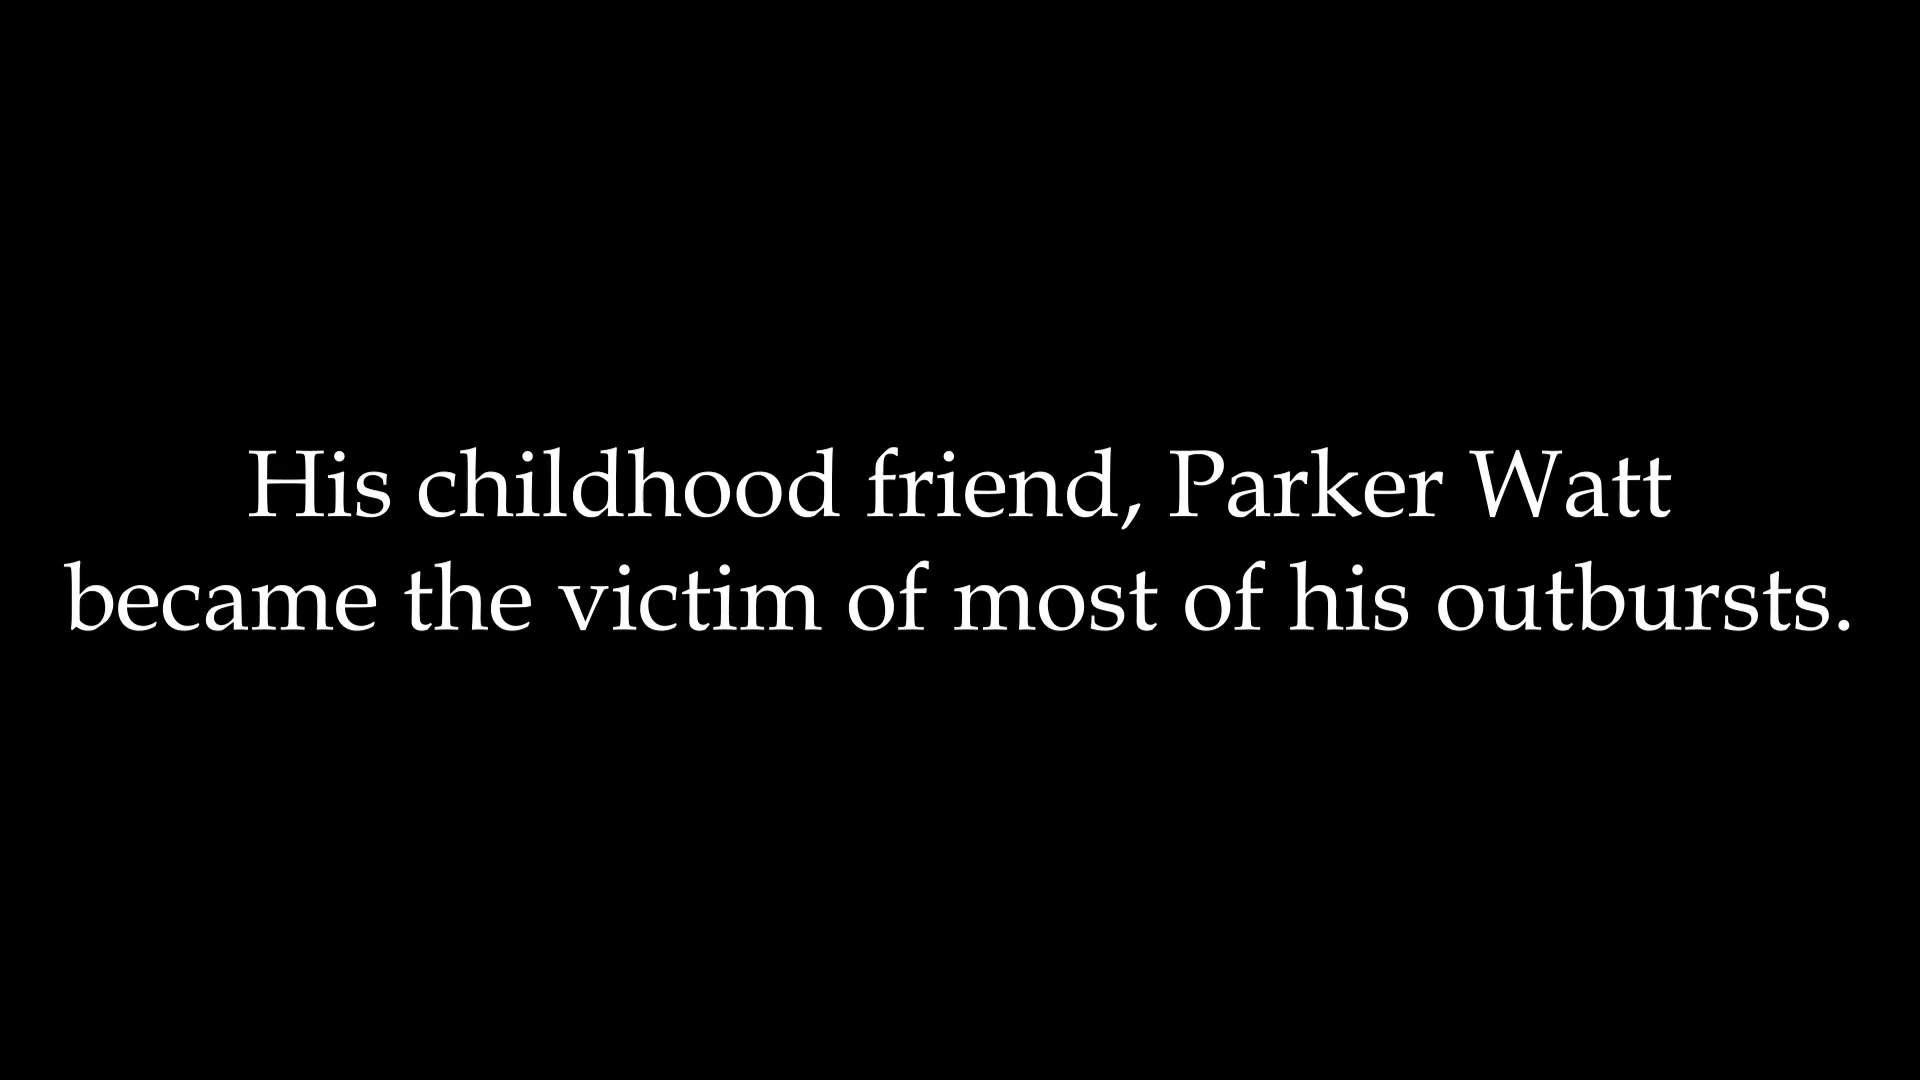 His childhood friend, Parker Watt
became the victim of most of his outbursts.